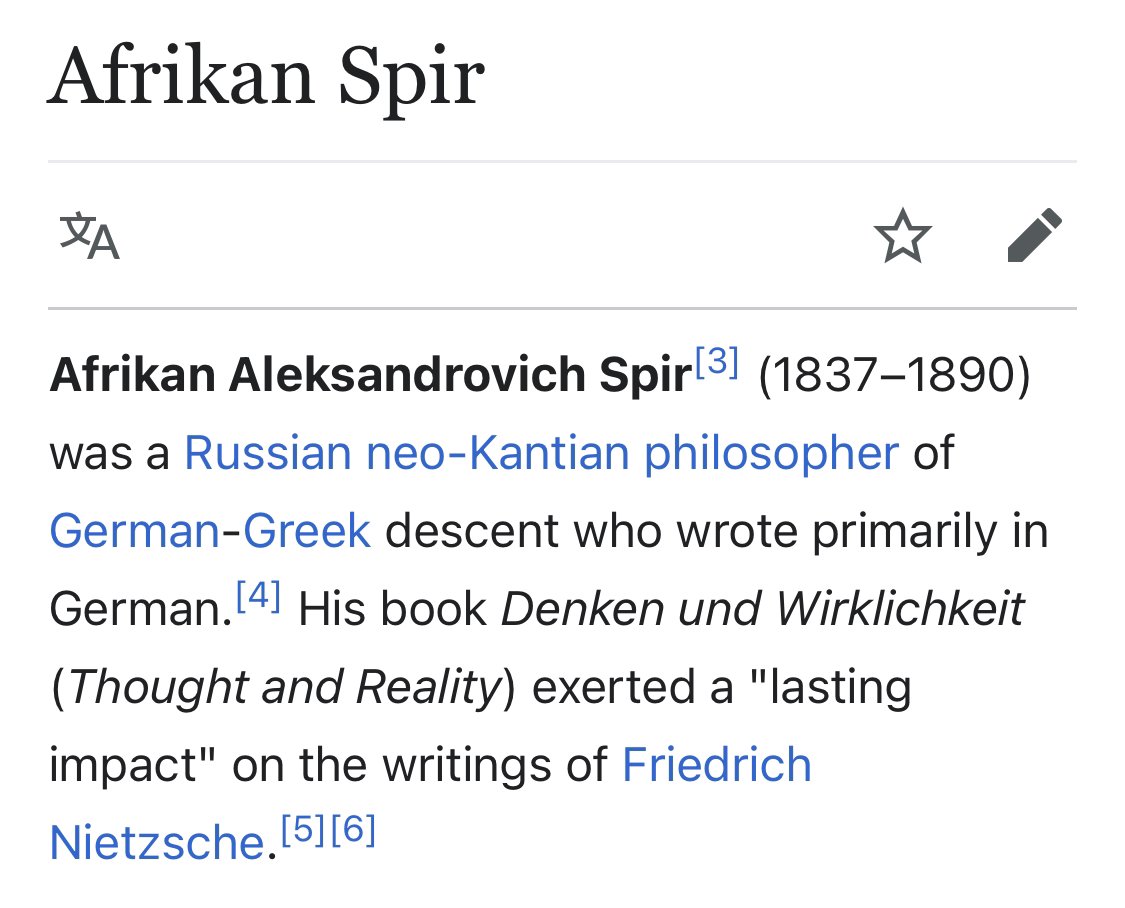 Afrikan Spir
文A
Afrikan Aleksandrovich Spir[3] (1837–1890)
was a Russian neo-Kantian philosopher of
German-Greek descent who wrote primarily in
German.[4] His book Denken und Wirklichkeit
(Thought and Reality) exerted a "lasting
impact" on the writings of Friedrich
Nietzsche.[5][6]